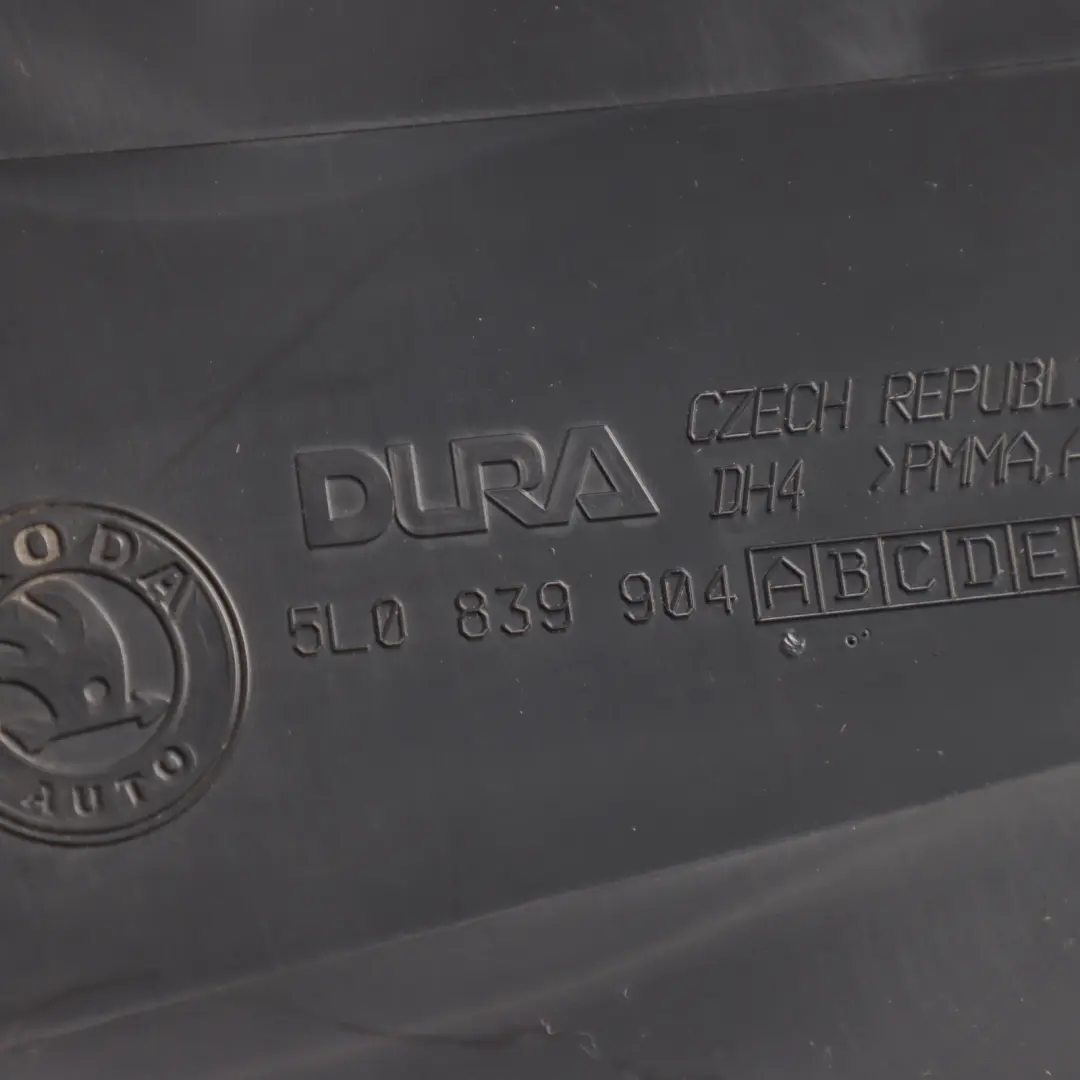 CZECH REPUBL.
DURA
DH4 >PMMA,A
ODA
AUTO
5L0 839 904 A B C D E